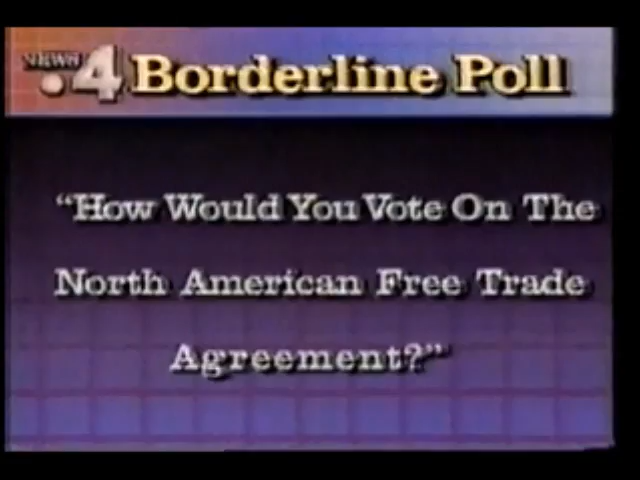 NEWS 4 Borderline Poll
“How Would You Vote On The
North American Free Trade
Agreement?”